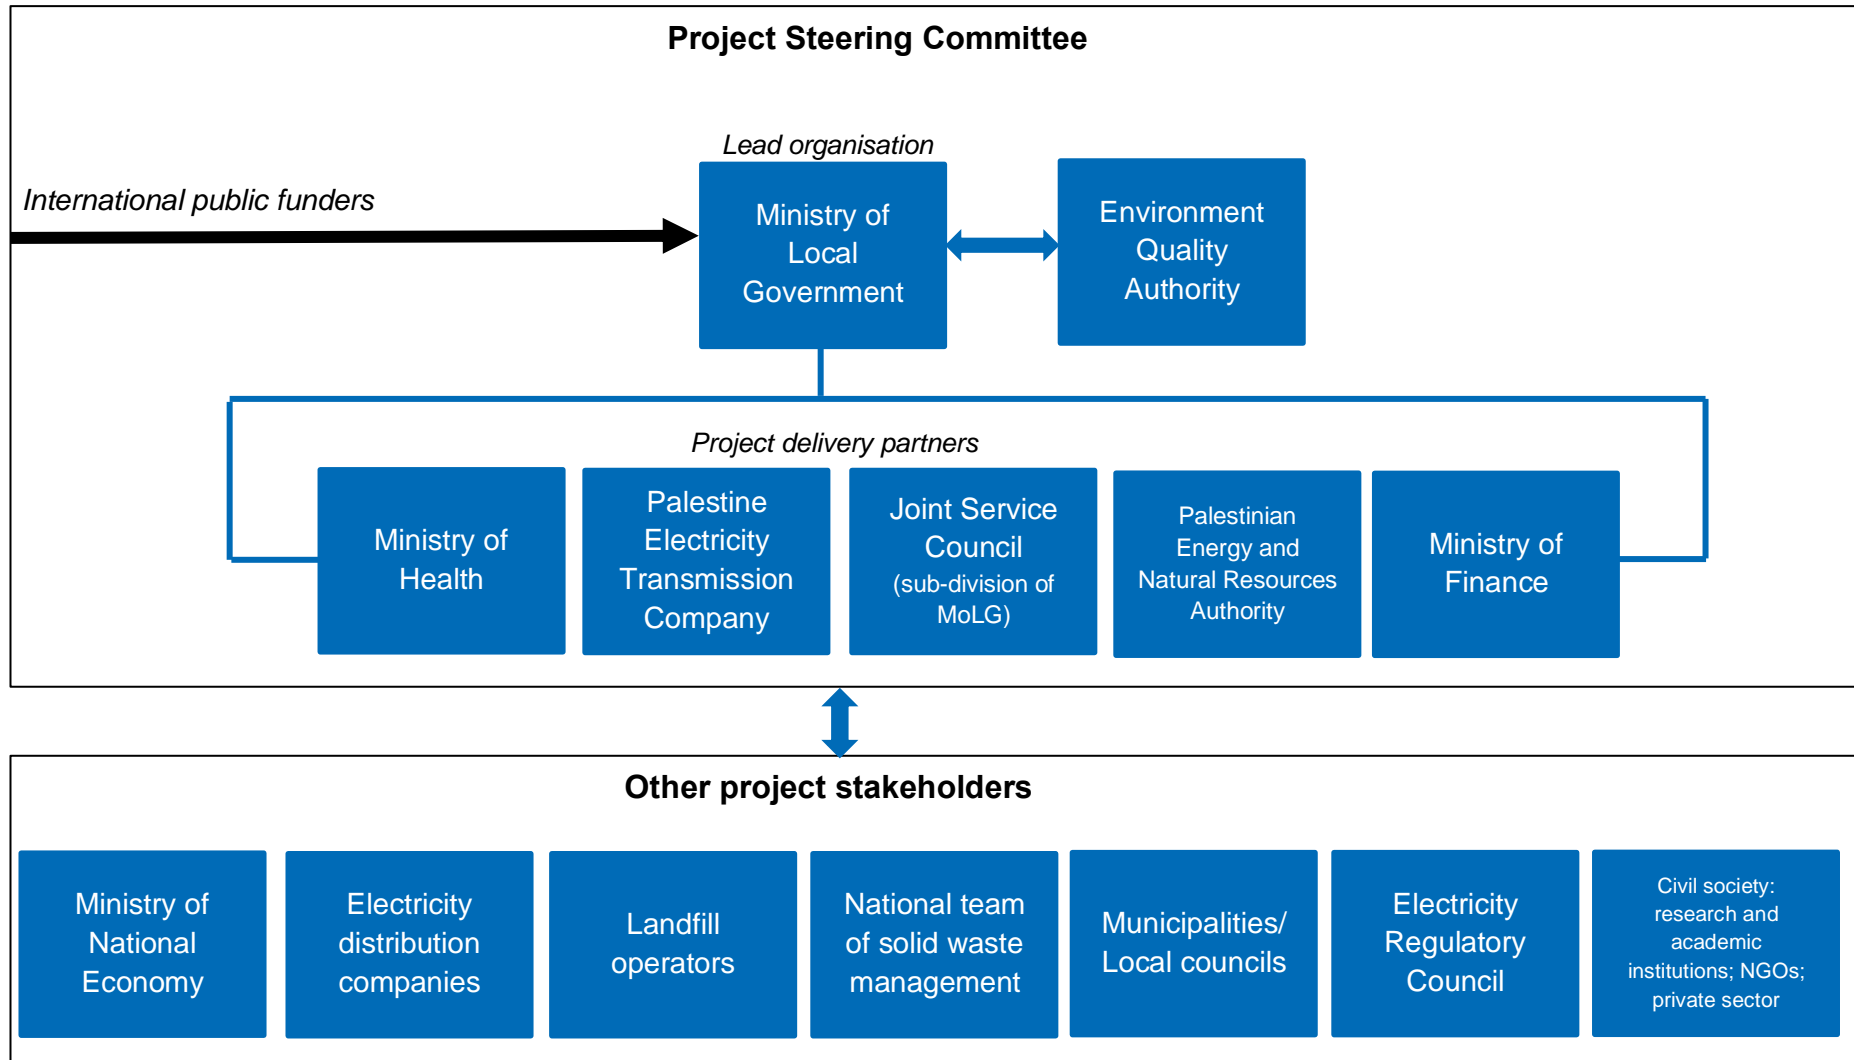 Project Steering Committee
Lead organisation
International public funders
Ministry of
Local
Government
Environment
Quality
Authority
Project delivery partners
Ministry of
Health
Palestine
Electricity
Transmission
Company
Joint Service
Council
(sub-division of
MoLG)
Palestinian
Energy and
Natural Resources
Authority
Ministry of
Finance
Other project stakeholders
Ministry of
National
Economy
Electricity
distribution
companies
Landfill
operators
National team
of solid waste
management
Municipalities/
Local councils
Electricity
Regulatory
Council
Civil society:
research and
academic
institutions; NGOs;
private sector